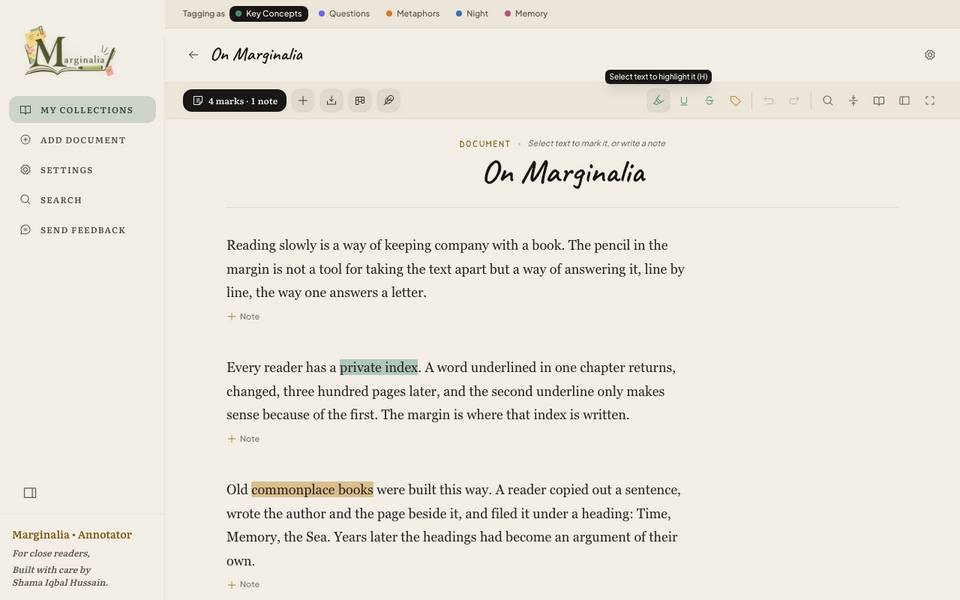 Tagging as Key Concepts Questions Metaphors Night Memory
Marginalia
On Marginalia
Select text to highlight it (H)
MY COLLECTIONS
ADD DOCUMENT
SETTINGS
SEARCH
SEND FEEDBACK
4 marks · 1 note
DOCUMENT • Select text to mark it, or write a note
On Marginalia
Reading slowly is a way of keeping company with a book. The pencil in the
margin is not a tool for taking the text apart but a way of answering it, line by
line, the way one answers a letter.
+ Note
Every reader has a private index. A word underlined in one chapter returns,
changed, three hundred pages later, and the second underline only makes
sense because of the first. The margin is where that index is written.
+ Note
Old commonplace books were built this way. A reader copied out a sentence,
wrote the author and the page beside it, and filed it under a heading: Time,
Memory, the Sea. Years later the headings had become an argument of their
own.
+ Note
Marginalia • Annotator
For close readers,
Built with care by
Shama Iqbal Hussain.